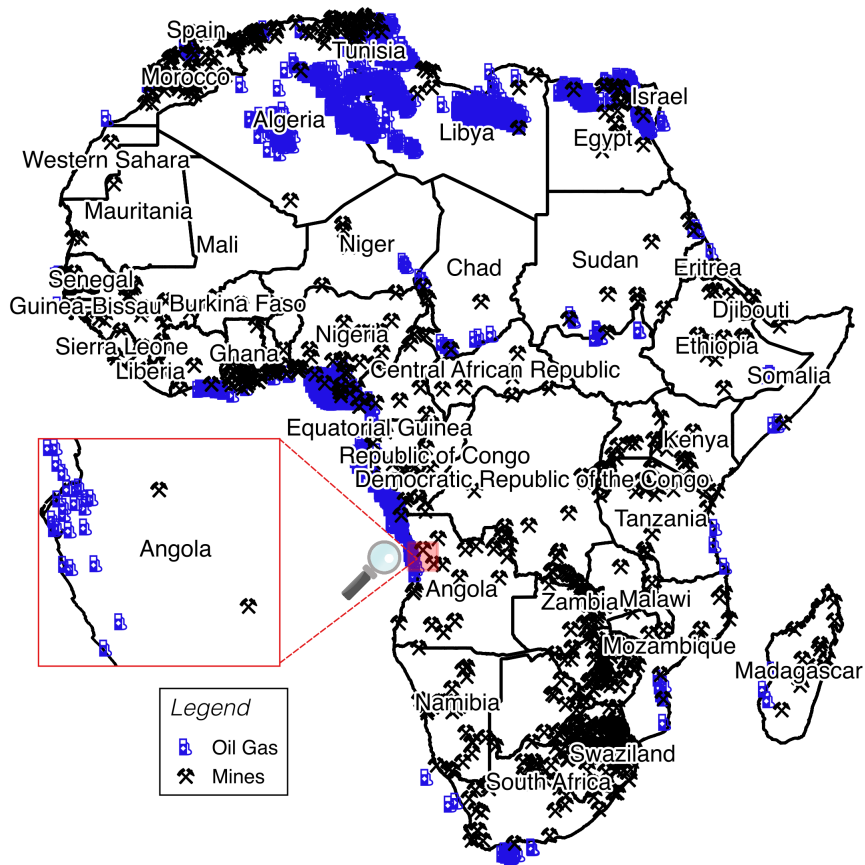 Spain
Tunisia
Morocco
Israel
Algeria
Libya
Egypt
Western Sahara
Mauritania
Mali
Niger
Chad
Sudan
Eritrea
Senegal
Guinea-Bissau
Burkina Faso
Djibouti
Nigeria
Sierra Leone
Ghana
Ethiopia
Liberia
Central African Republic
Somalia
Equatorial Guinea
Kenya
Republic of Congo
Democratic Republic of the Congo
Tanzania
Angola
Angola
Zambia
Malawi
Mozambique
Madagascar
Namibia
Swaziland
South Africa
Legend
Oil Gas
Mines